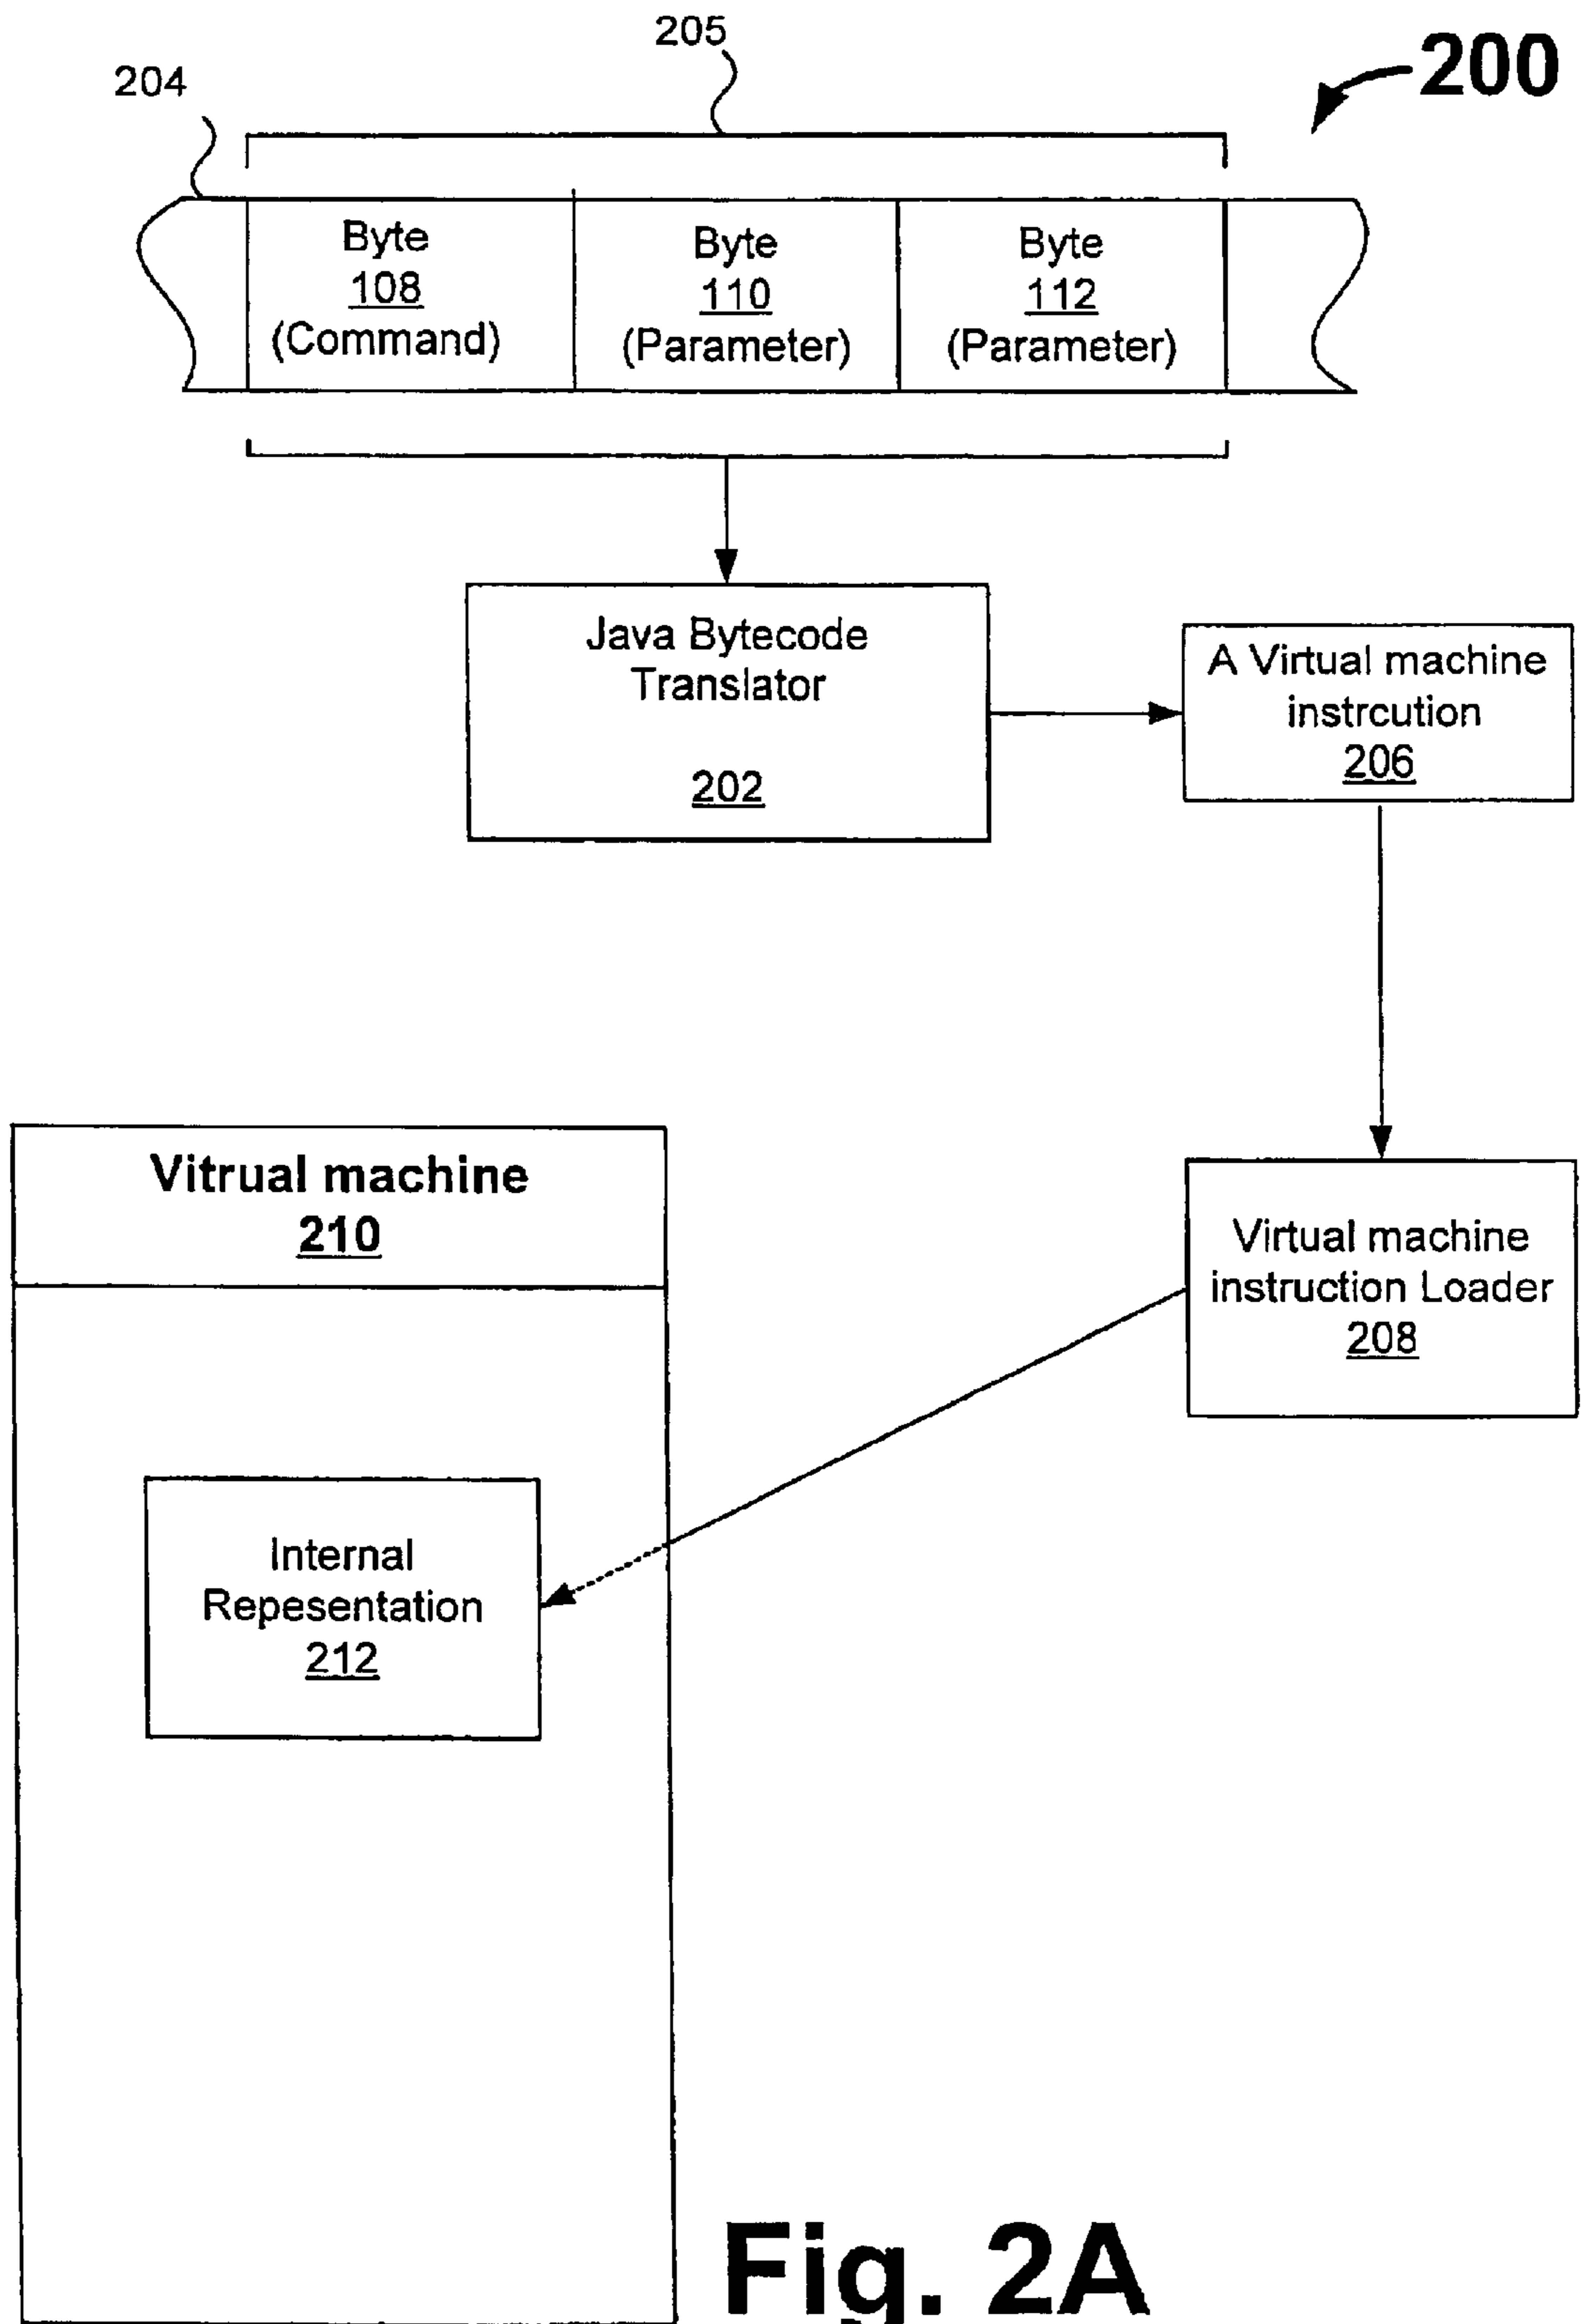 205
200
204
Byte
108
(Command)
Byte
110
(Parameter)
Byte
112
(Parameter)
Java Bytecode
Translator
202
A Virtual machine
instrcution
206
Vitrual machine
210
Virtual machine
instruction Loader
208
Internal
Repesentation
212
Fig. 2A